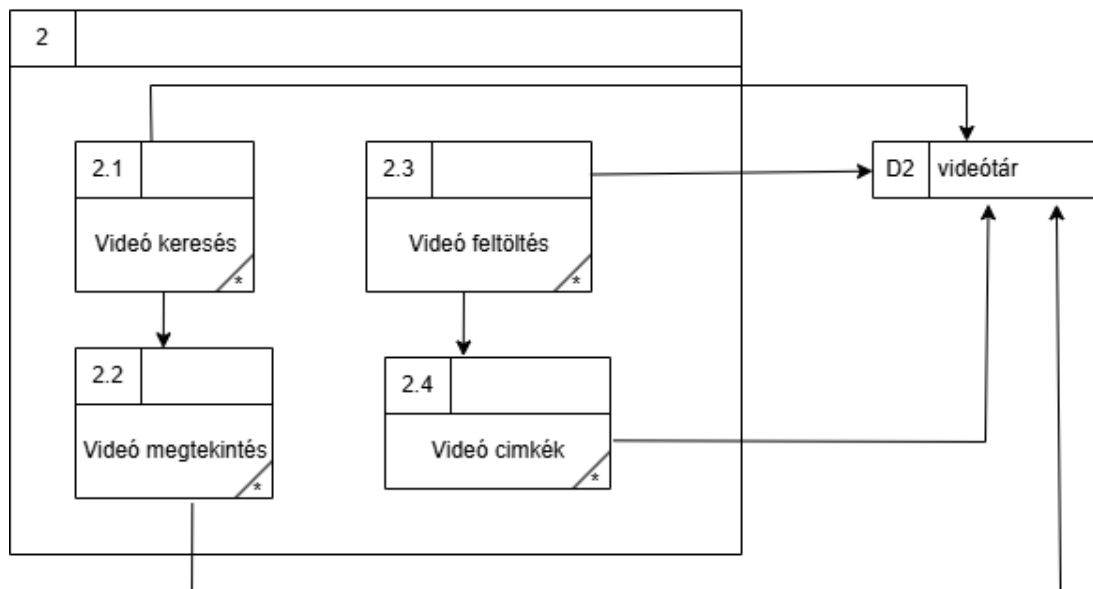 2
2.1
Videó keresés
*
2.3
Videó feltöltés
*
D2 videótár
2.2
Videó megtekintés
*
2.4
Videó cimkék
*